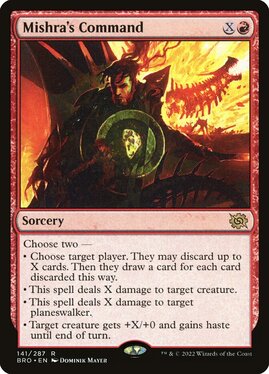 Mishra's Command X R
Sorcery
Choose two —
• Choose target player. They may discard up to
X cards. Then they draw a card for each card
discarded this way.
• This spell deals X damage to target creature.
• This spell deals X damage to target
planeswalker.
• Target creature gets +X/+0 and gains haste
until end of turn.
141/287 R
BRO • EN DOMINIK MAYER
™ & © 2022 Wizards of the Coast